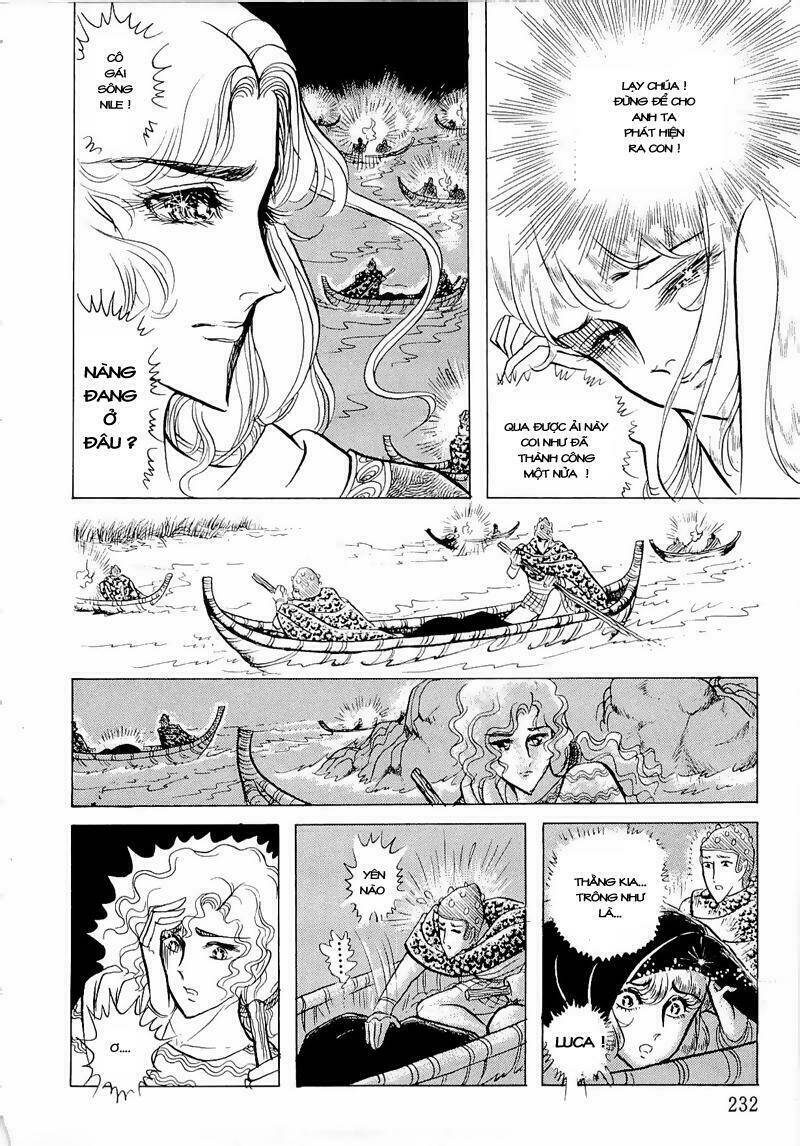 LẠY CHÚA !
ĐỪNG ĐỂ CHO
ANH TA
PHÁT HIỆN
RA CON !
QUA ĐƯỢC ẢI NÀY
COI NHƯ ĐÃ
THÀNH CÔNG
MỘT NỬA !
CÔ
GÁI
SÔNG
NILE !
NÀNG
ĐANG
Ở
ĐÂU ?
THẰNG KIA...
TRÔNG NHƯ
LÀ...
LUCA !
YÊN
NÀO
......
Ơ....
232